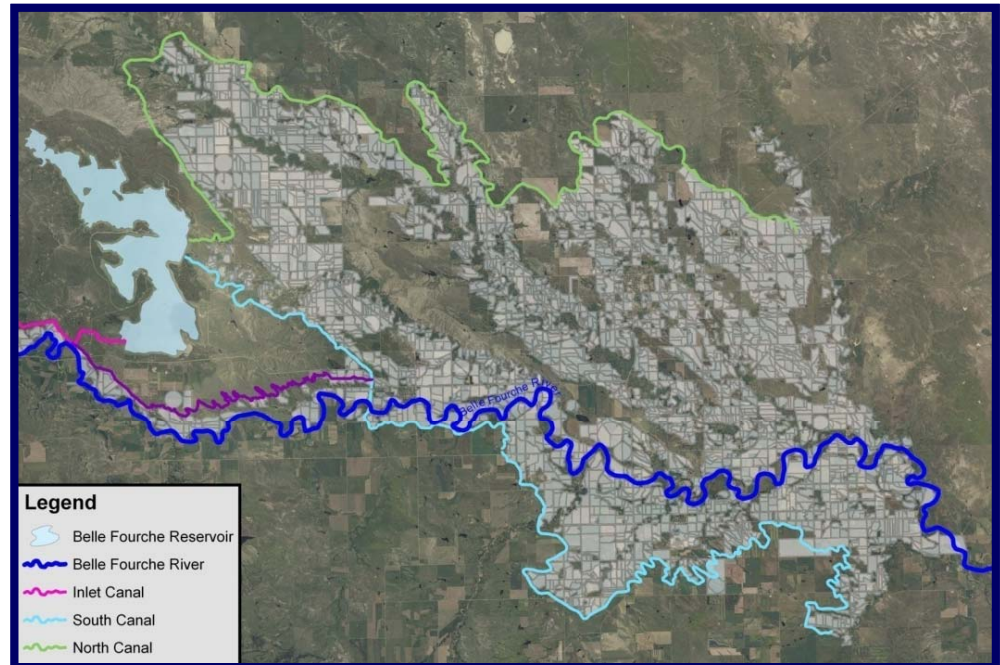 Belle Fourche River
Legend
Belle Fourche Reservoir
Belle Fourche River
Inlet Canal
South Canal
North Canal